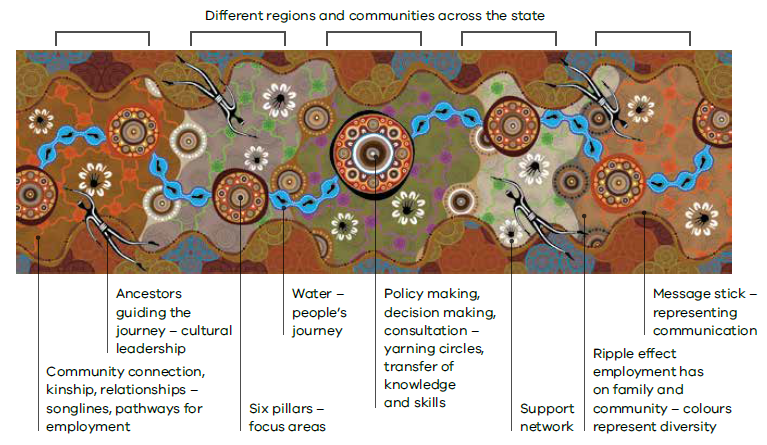 Different regions and communities across the state
Ancestors
guiding the
journey – cultural
leadership
Water –
people's
journey
Policy making,
decision making,
consultation –
yarning circles,
transfer of
knowledge
and skills
Message stick –
representing
communication
Community connection,
kinship, relationships –
songlines, pathways for
employment
Six pillars –
focus areas
Support
network
Ripple effect
employment has
on family and
community – colours
represent diversity